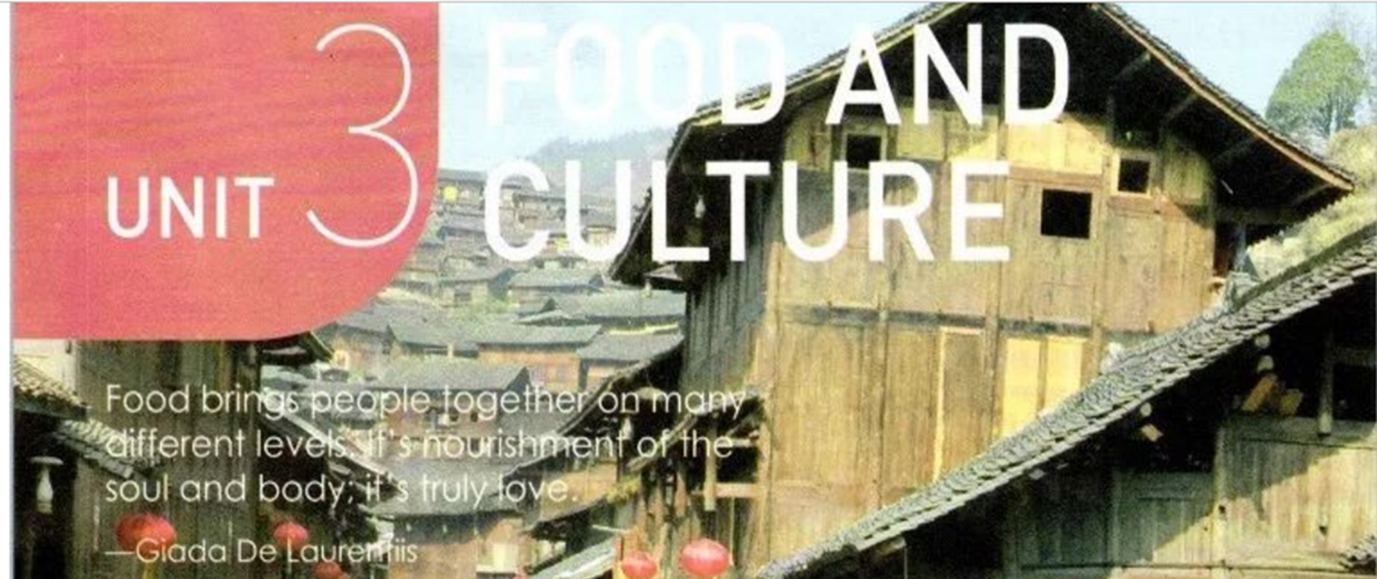 UNIT 3
FOOD AND
CULTURE
Food brings people together on many
different levels. It's nourishment of the
soul and body; it's truly love.
—Giada De Laurentiis